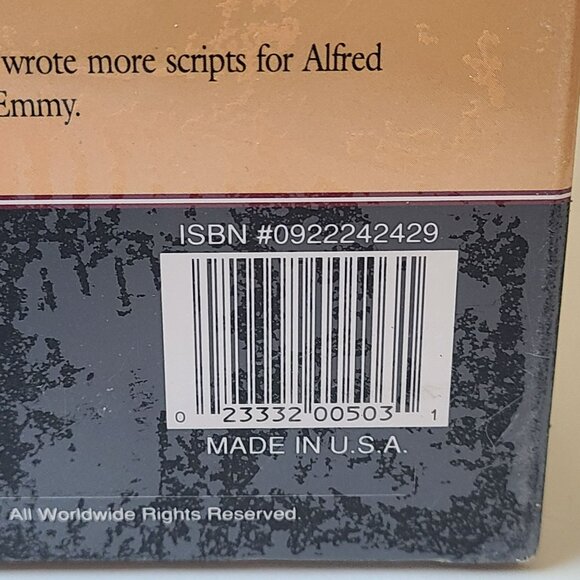 wrote more scripts for Alfred
Emmy.
ISBN #0922242429
0 23332 00503 1
MADE IN U.S.A.
All Worldwide Rights Reserved.